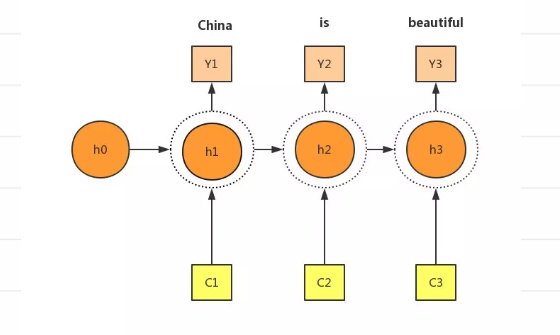 China is beautiful
Y1 Y2 Y3
h0 h1 h2 h3
C1 C2 C3